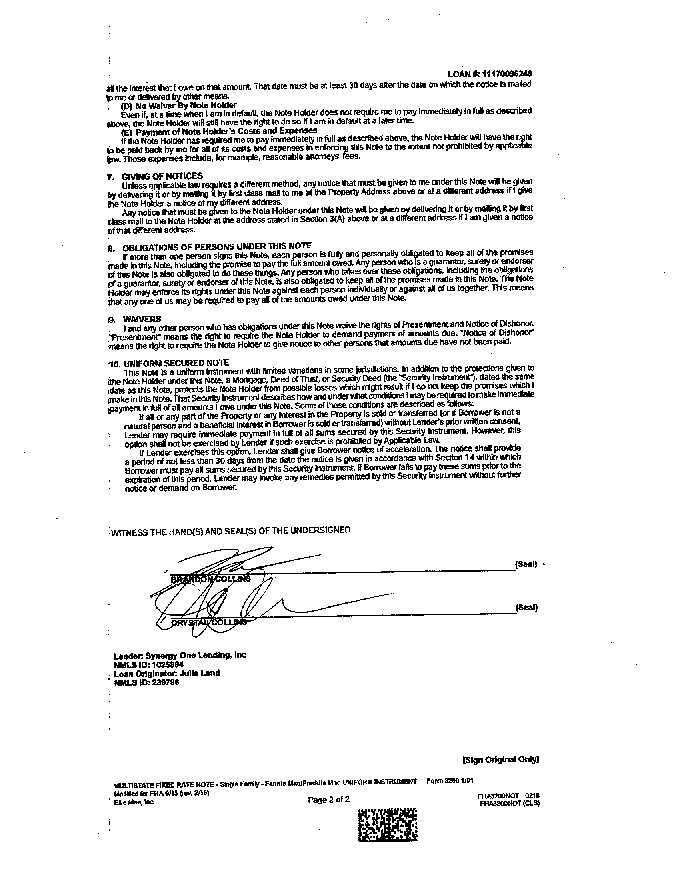 LOAN #: 11170096248
all the interest that I owe on that amount. That date must be at least 30 days after the date on which the notice is mailed
to me or delivered by other means.
(D) No Waiver By Note Holder
Even if, at a time when I am in default, the Note Holder does not require me to pay immediately in full as described
above, the Note Holder will still have the right to do so if I am in default at a later time.
(E) Payment of Note Holder's Costs and Expenses
If the Note Holder has required me to pay immediately in full as described above, the Note Holder will have the right
to be paid back by me for all of its costs and expenses in enforcing this Note to the extent not prohibited by applicable
law. Those expenses include, for example, reasonable attorneys fees.
7. GIVING OF NOTICES
Unless applicable law requires a different method, any notice that must be given to me under this Note will be given
by delivering it or by mailing it by first class mail to me at the Property Address above or at a different address if I give
the Note Holder a notice of my different address.
Any notice that must be given to the Note Holder under this Note will be given by delivering it or by mailing it by first
class mail to the Note Holder at the address stated in Section 3(A) above or at a different address if I am given a notice
of that different address.
8. OBLIGATIONS OF PERSONS UNDER THIS NOTE
If more than one person signs this Note, each person is fully and personally obligated to keep all of the promises
made in this Note, including the promise to pay the full amount owed. Any person who is a guarantor, surety or endorser
of this Note is also obligated to do these things. Any person who takes over these obligations, including the obligations
of a guarantor, surety or endorser of this Note, is also obligated to keep all of the promises made in this Note. The Note
Holder may enforce its rights under this Note against each person individually or against all of us together. This means
that any one of us may be required to pay all of the amounts owed under this Note.
9. WAIVERS
I and any other person who has obligations under this Note waive the rights of Presentment and Notice of Dishonor.
"Presentment" means the right to require the Note Holder to demand payment of amounts due. "Notice of Dishonor"
means the right to require the Note Holder to give notice to other persons that amounts due have not been paid.
10. UNIFORM SECURED NOTE
This Note is a uniform instrument with limited variations in some jurisdictions. In addition to the protections given to
the Note Holder under this Note, a Mortgage, Deed of Trust, or Security Deed (the "Security Instrument"), dated the same
date as this Note, protects the Note Holder from possible losses which might result if I do not keep the promises which I
make in this Note. That Security Instrument describes how and under what conditions I may be required to make immediate
payment in full of all amounts I owe under this Note. Some of those conditions are described as follows:
If all or any part of the Property or any Interest in the Property is sold or transferred (or if Borrower is not a
natural person and a beneficial interest in Borrower is sold or transferred) without Lender's prior written consent,
Lender may require immediate payment in full of all sums secured by this Security Instrument. However, this
option shall not be exercised by Lender if such exercise is prohibited by Applicable Law.
If Lender exercises this option, Lender shall give Borrower notice of acceleration. The notice shall provide
a period of not less than 30 days from the date the notice is given in accordance with Section 14 within which
Borrower must pay all sums secured by this Security Instrument. If Borrower fails to pay these sums prior to the
expiration of this period, Lender may invoke any remedies permitted by this Security Instrument without further
notice or demand on Borrower.
WITNESS THE HAND(S) AND SEAL(S) OF THE UNDERSIGNED
(Seal)
BRANDON COLLINS
(Seal)
CRYSTAL COLLINS
Lender: Synergy One Lending, Inc
NMLS ID: 1025894
Loan Originator: Julie Land
NMLS ID: 239796
[Sign Original Only]
MULTISTATE FIXED RATE NOTE - Single Family - Fannie Mae/Freddie Mac UNIFORM INSTRUMENT Form 3200 1/01
Modified for FHA 9/15 (rev. 2/16)
Ellie Mae, Inc. Page 2 of 2 FHA3200NOT 0216
FHA3200NOT (CLS)